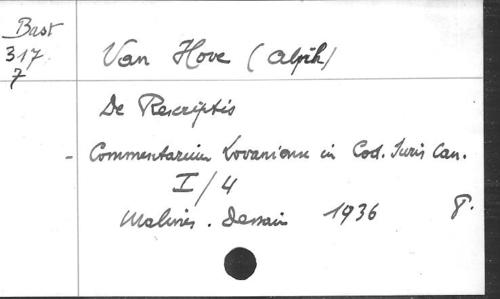 Bast
317
7
Van Hove (Alph)
De Rescriptis
- Commentarium Lovaniense in Cod. Juris Can.
I/4
Malines. Dessain 1936 8.